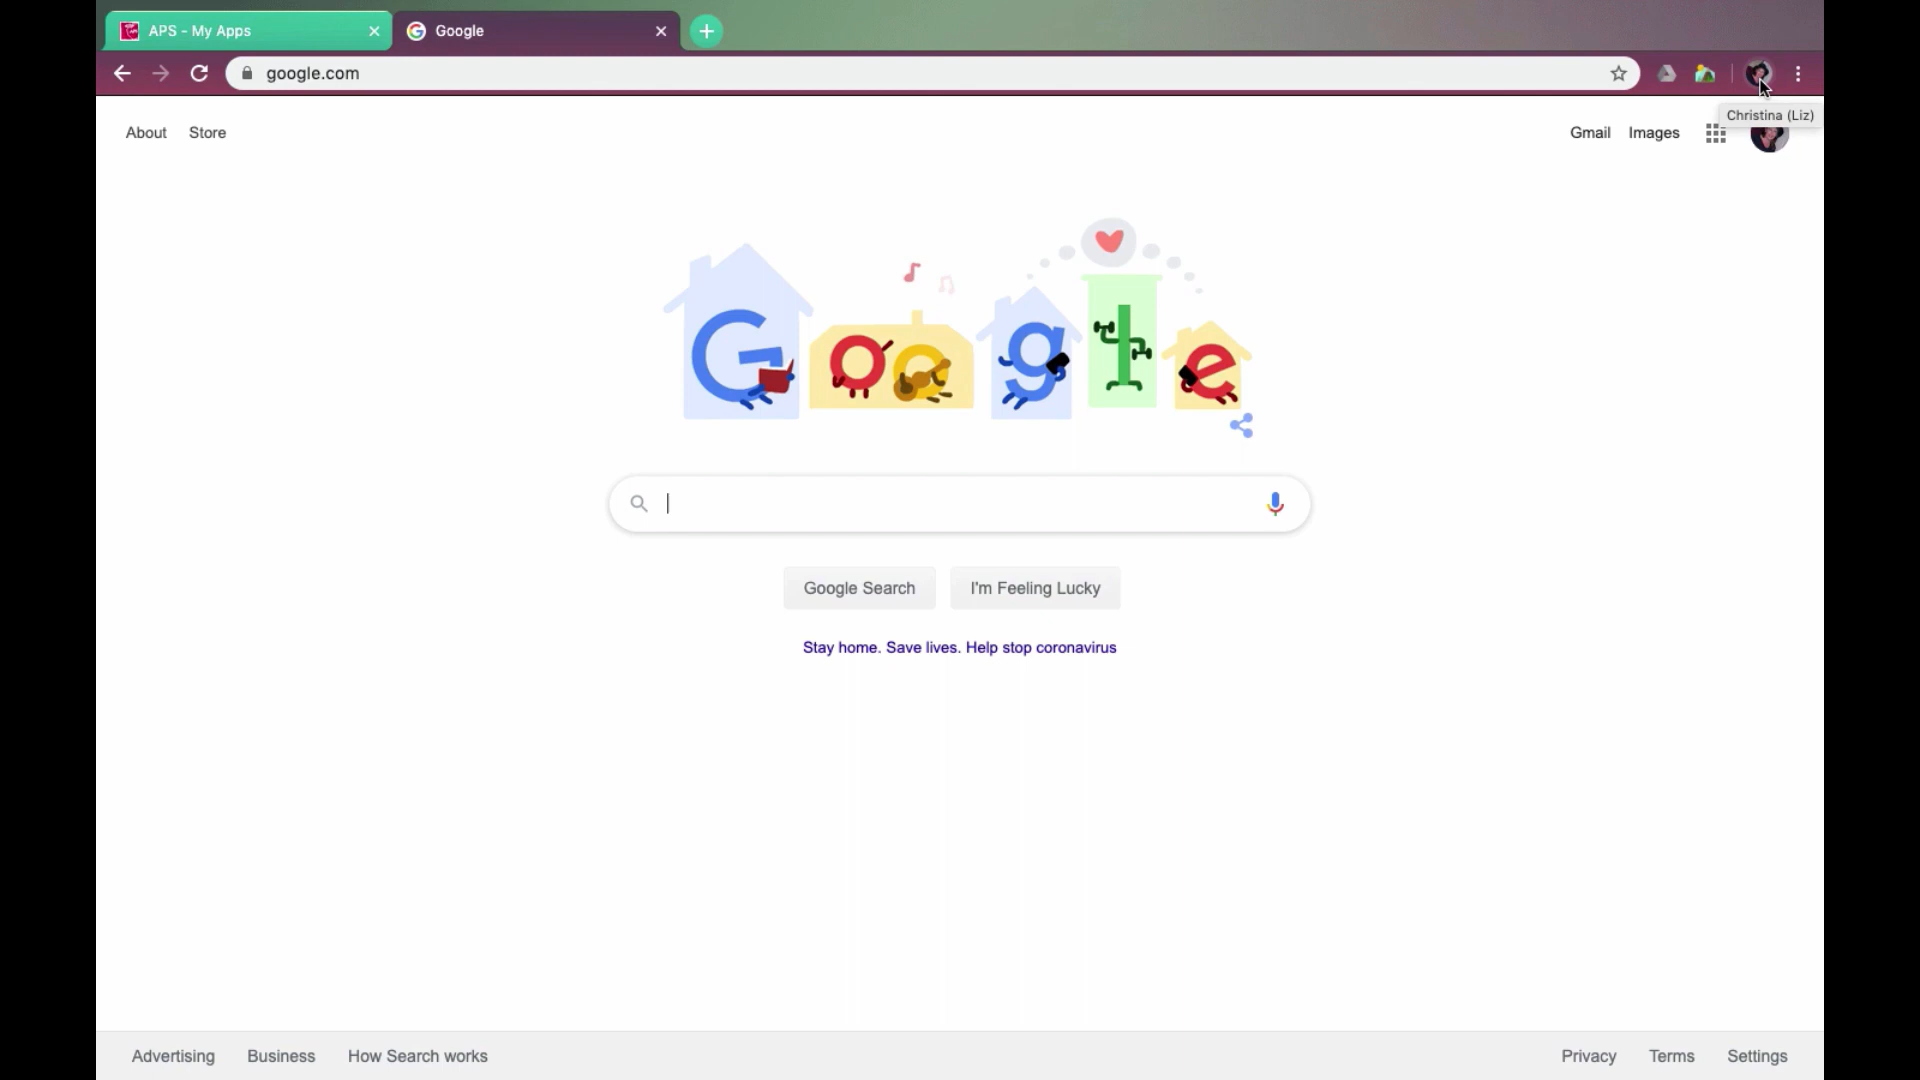 APS - My Apps
Google
google.com
Christina (Liz)
About Store
Gmail Images
Google
Google Search
I'm Feeling Lucky
Stay home. Save lives. Help stop coronavirus
Advertising Business How Search works
Privacy Terms Settings